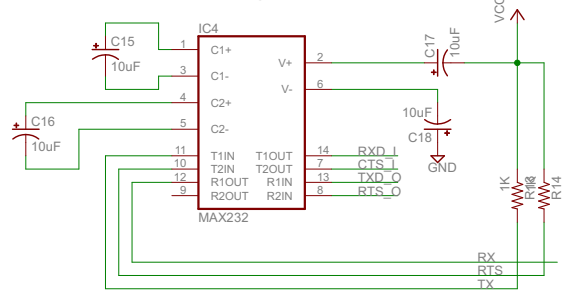 VCC
IC4
C15
10uF
C16
10uF
1 C1+
3 C1-
4 C2+
5 C2-
11 T1IN
10 T2IN
12 R1OUT
9 R2OUT
V+ 2
V- 6
T1OUT 14 RXD_I
T2OUT 7 CTS_I
R1IN 13 TXD_O
R2IN 8 RTS_O
MAX232
C17
10uF
10uF
C18
GND
1K
R14
RX
RTS
TX